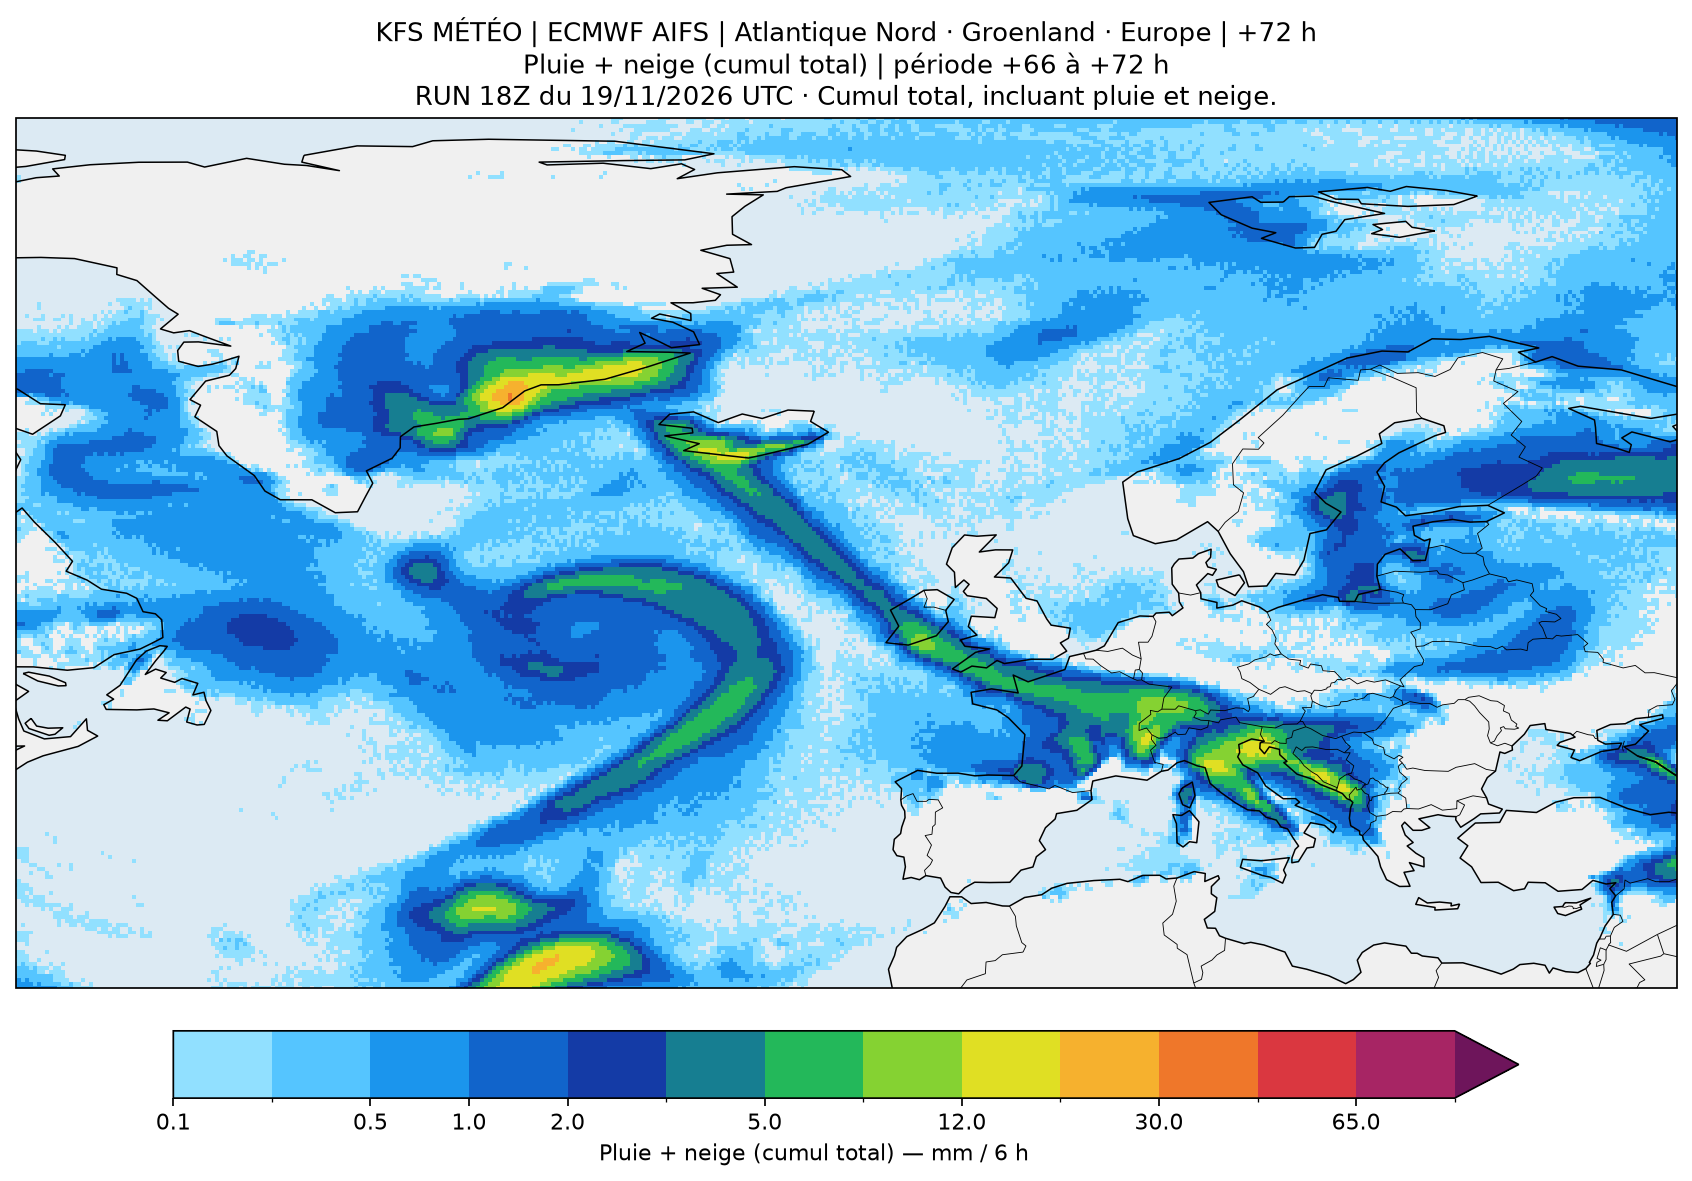 KFS MÉTÉO | ECMWF AIFS | Atlantique Nord · Groenland · Europe | +72 h
Pluie + neige (cumul total) | période +66 à +72 h
RUN 18Z du 19/11/2026 UTC · Cumul total, incluant pluie et neige.
0.1 0.5 1.0 2.0 5.0 12.0 30.0 65.0
Pluie + neige (cumul total) — mm / 6 h